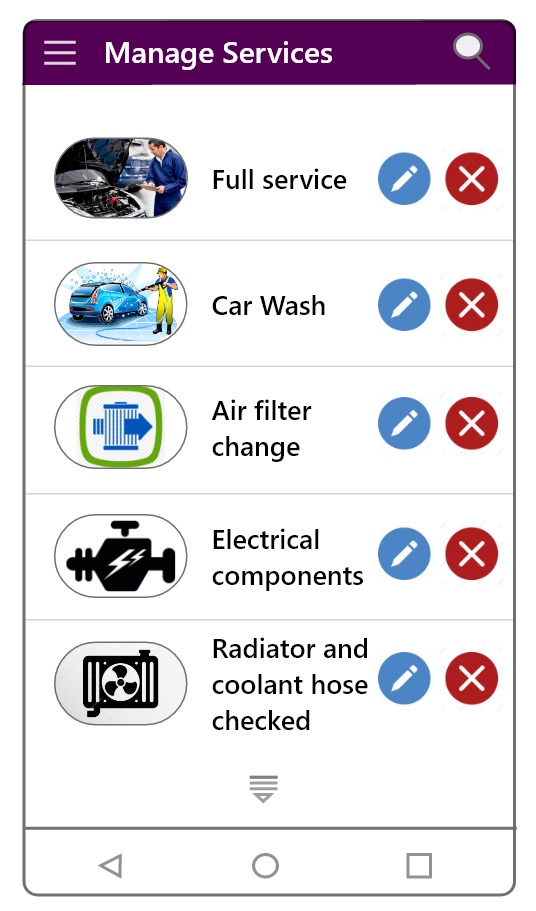 Manage Services
Full service
Car Wash
Air filter
change
Electrical
components
Radiator and
coolant hose
checked